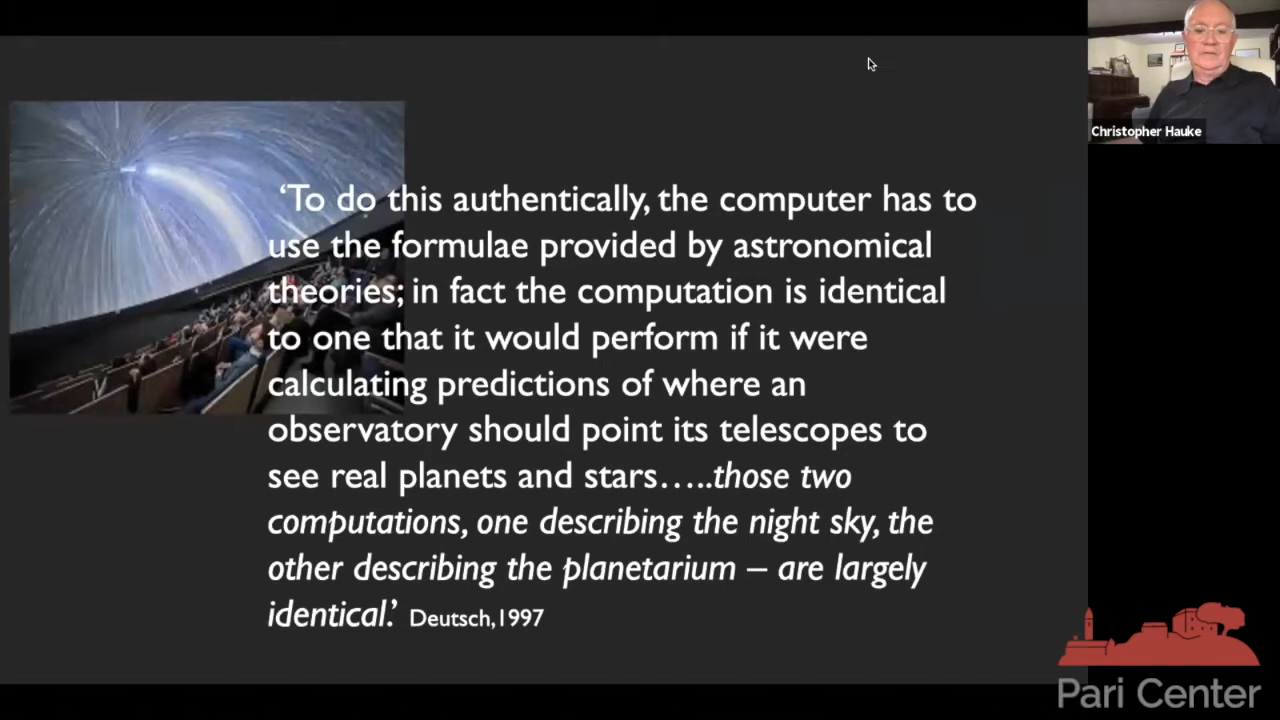 ‘To do this authentically, the computer has to
use the formulae provided by astronomical
theories; in fact the computation is identical
to one that it would perform if it were
calculating predictions of where an
observatory should point its telescopes to
see real planets and stars…..those two
computations, one describing the night sky, the
other describing the planetarium – are largely
identical.’ Deutsch,1997
Christopher Hauke
Pari Center